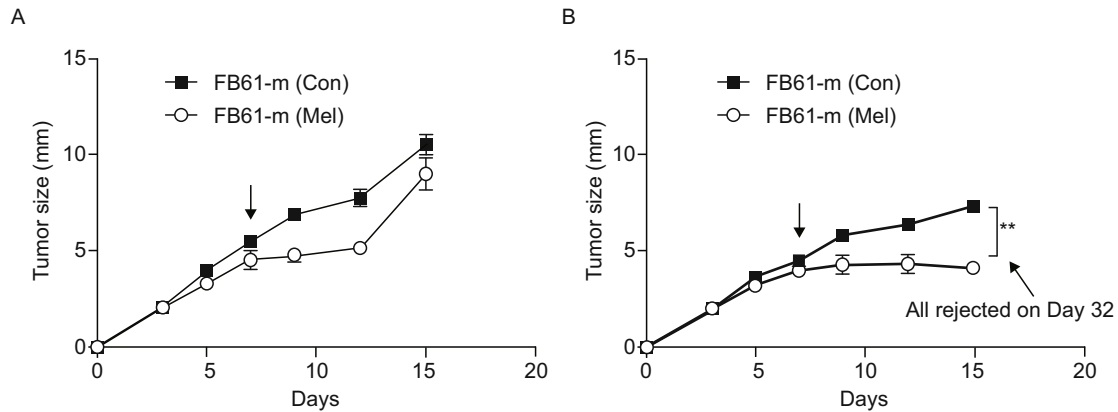 A
15
10
5
0
Tumor size (mm)
FB61-m (Con)
FB61-m (Mel)
0 5 10 15 20
Days
B
15
10
5
0
Tumor size (mm)
FB61-m (Con)
FB61-m (Mel)
**
All rejected on Day 32
0 5 10 15 20
Days